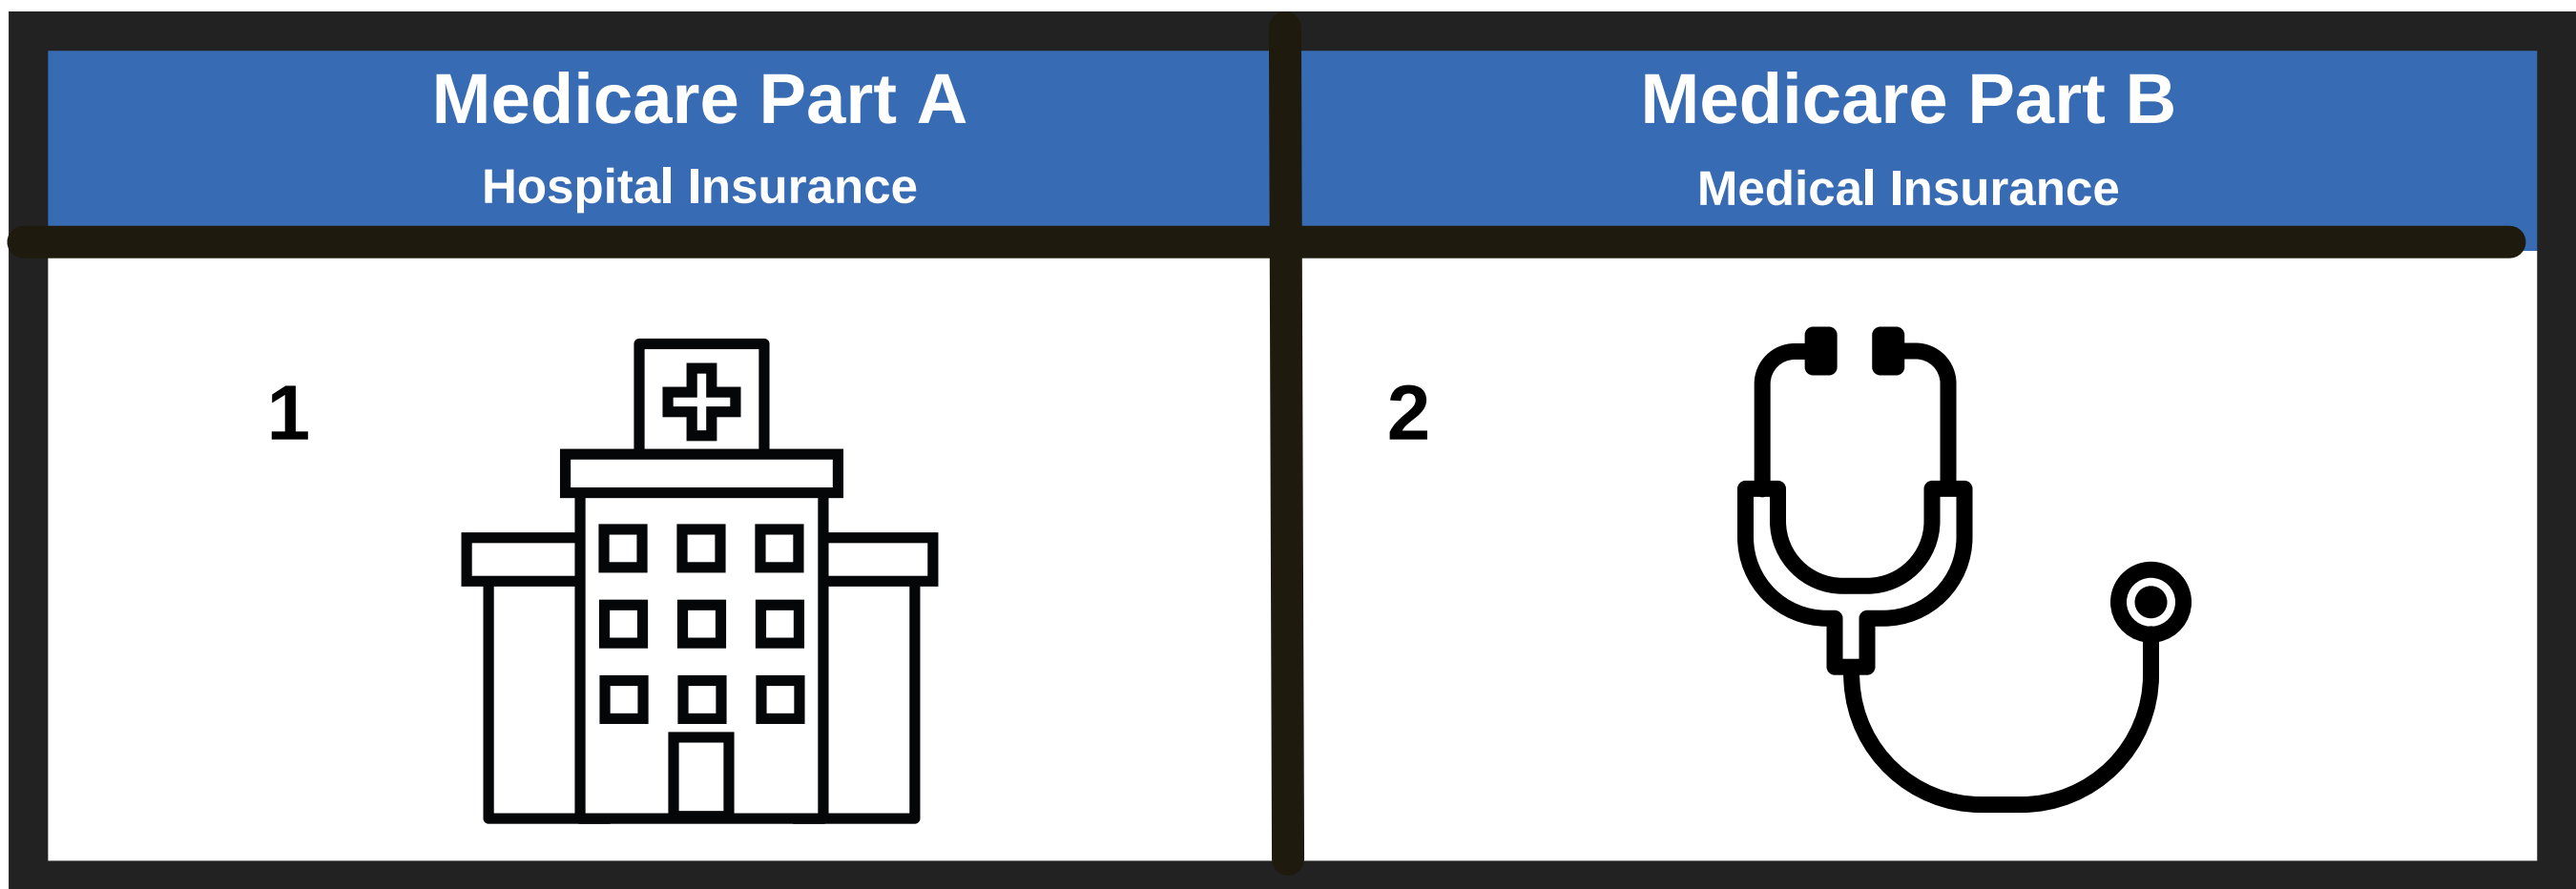 Medicare Part A
Hospital Insurance
Medicare Part B
Medical Insurance
1
2